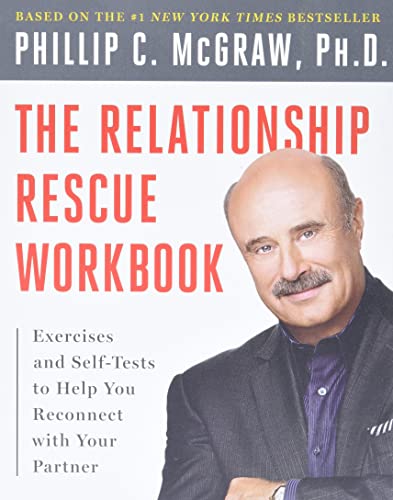 BASED ON THE #1 NEW YORK TIMES BESTSELLER
PHILLIP C. McGRAW, PH.D.
THE RELATIONSHIP
RESCUE
WORKBOOK
Exercises
and Self-Tests
to Help You
Reconnect
with Your
Partner